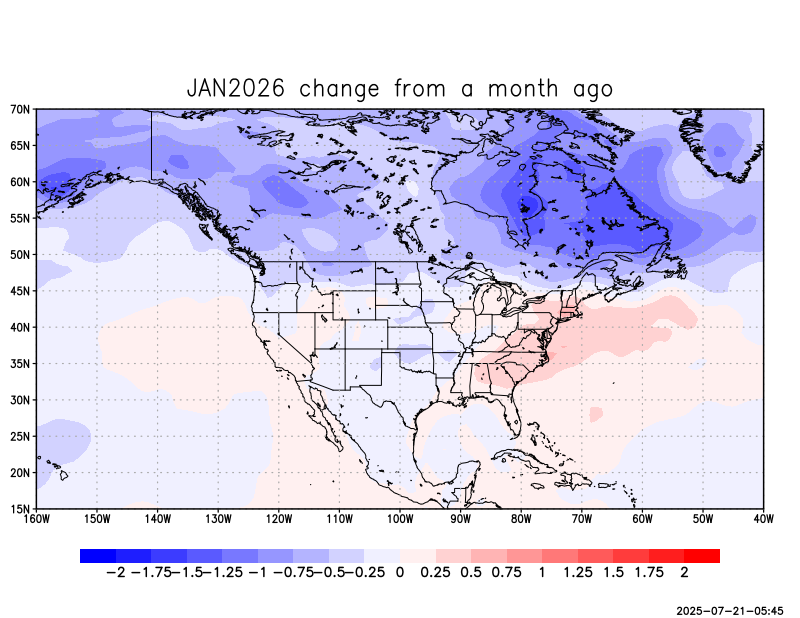 JAN2026 change from a month ago
70N
65N
60N
55N
50N
45N
40N
35N
30N
25N
20N
15N
160W 150W 140W 130W 120W 110W 100W 90W 80W 70W 60W 50W 40W
-2 -1.75 -1.5 -1.25 -1 -0.75 -0.5 -0.25 0 0.25 0.5 0.75 1 1.25 1.5 1.75 2
2025-07-21-05:45